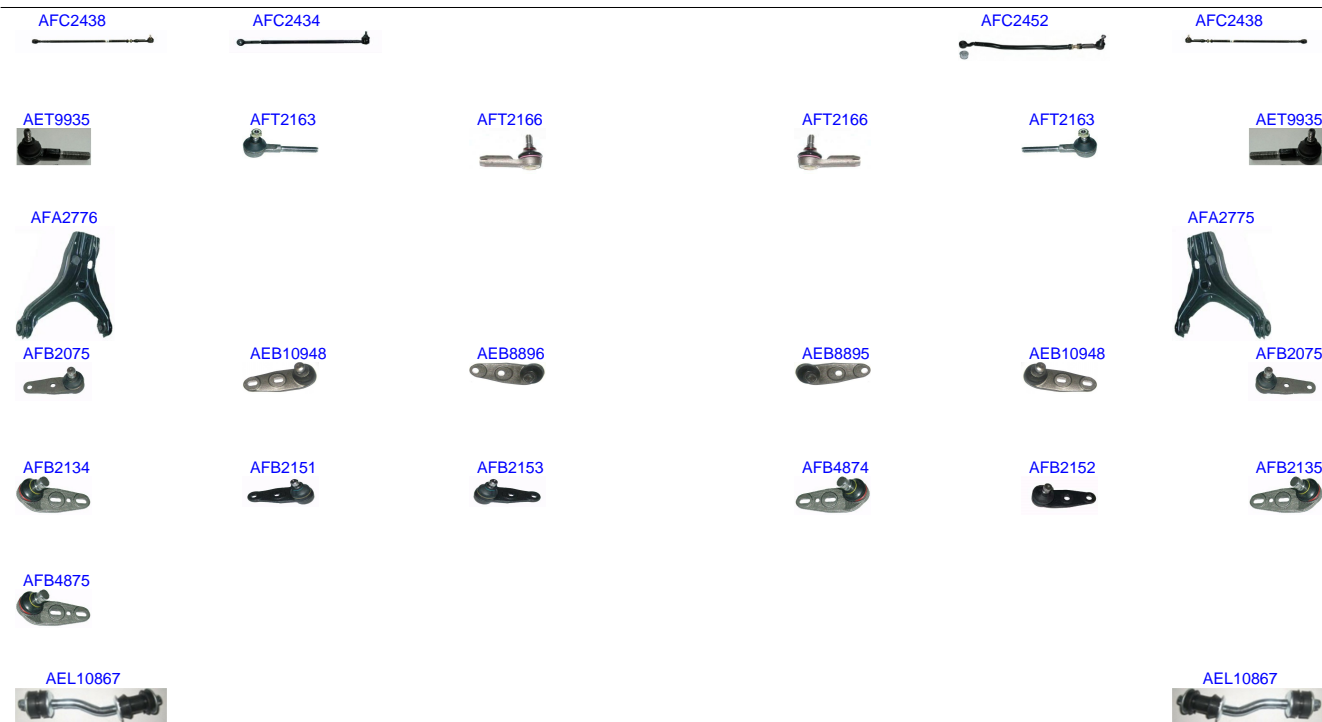 AFC2438 AFC2434 AFC2452 AFC2438
AET9935 AFT2163 AFT2166 AFT2166 AFT2163 AET9935
AFA2776 AFA2775
AFB2075 AEB10948 AEB8896 AEB8895 AEB10948 AFB2075
AFB2134 AFB2151 AFB2153 AFB4874 AFB2152 AFB2135
AFB4875
AEL10867 AEL10867